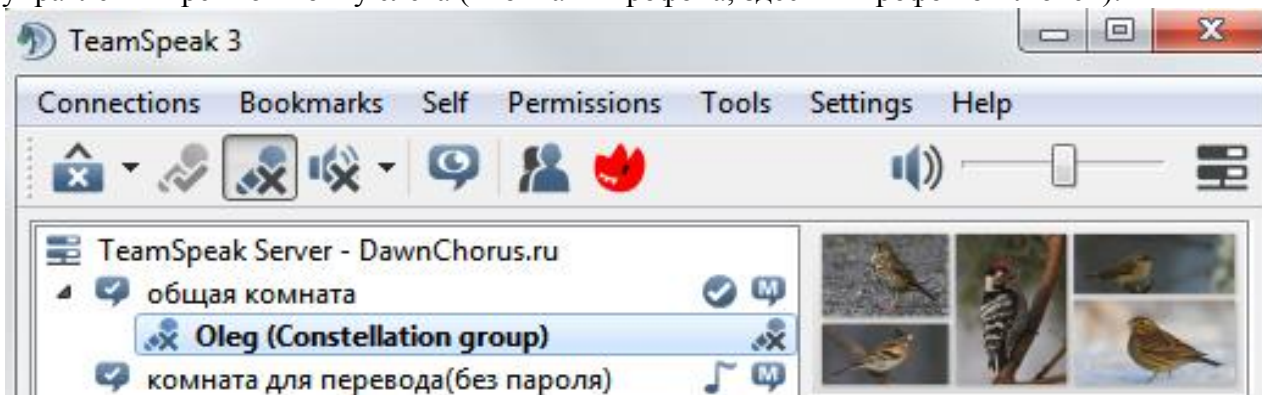 TeamSpeak 3
Connections Bookmarks Self Permissions Tools Settings Help
TeamSpeak Server - DawnChorus.ru
общая комната
Oleg (Constellation group)
комната для перевода(без пароля)